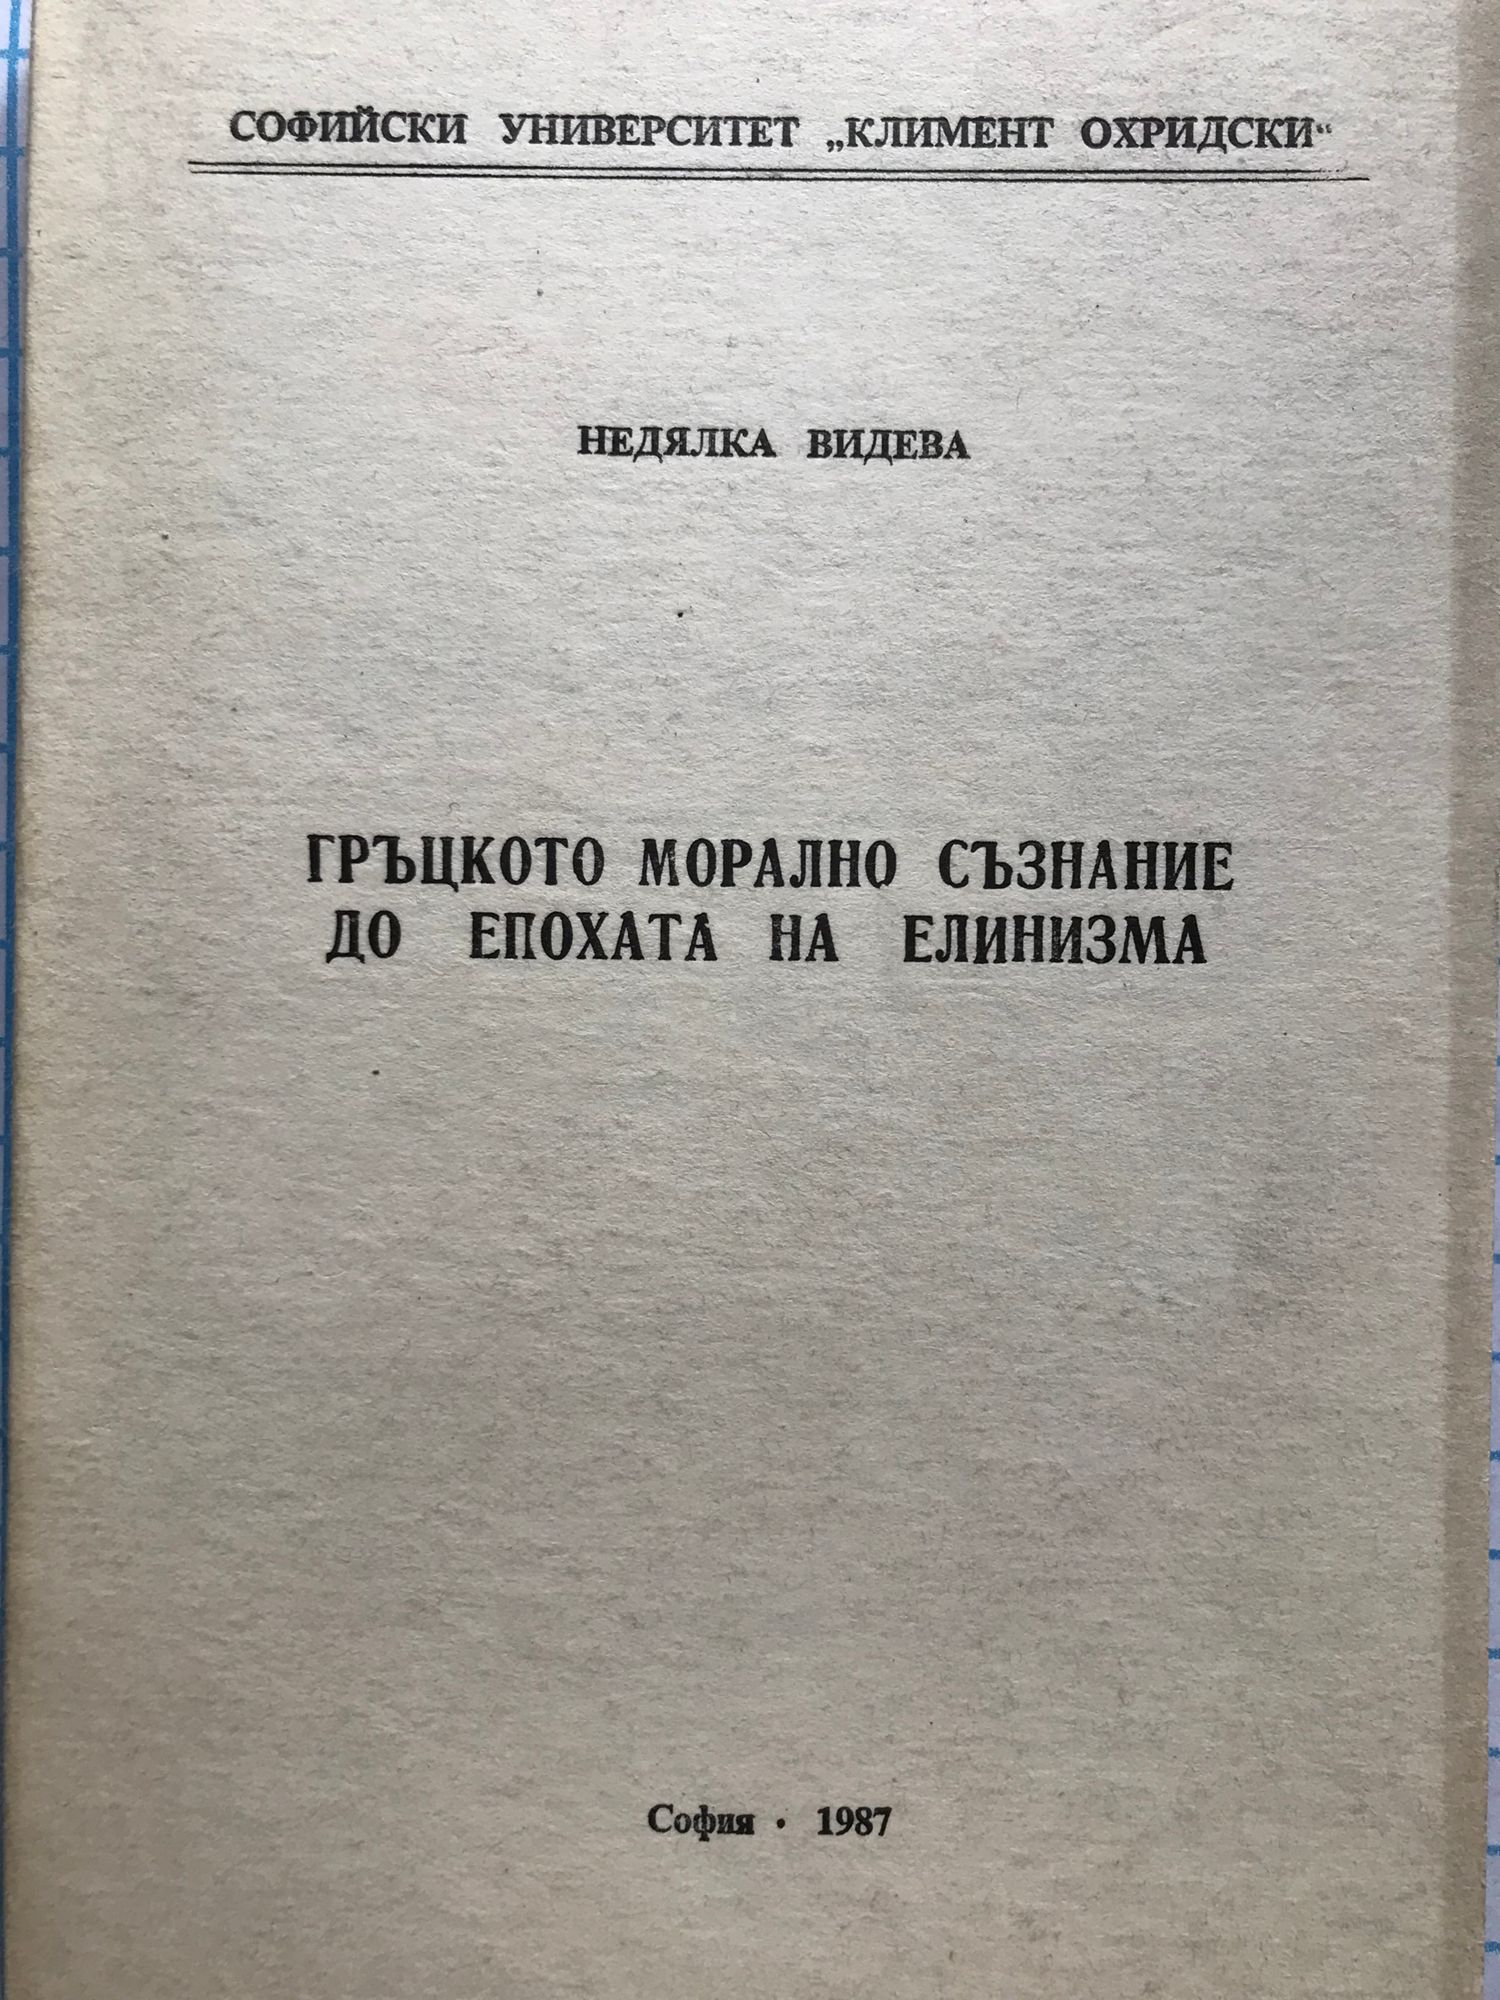 СОФИЙСКИ УНИВЕРСИТЕТ „КЛИМЕНТ ОХРИДСКИ“
НЕДЯЛКА ВИДЕВА
ГРЪЦКОТО МОРАЛНО СЪЗНАНИЕ
ДО ЕПОХАТА НА ЕЛИНИЗМА
София • 1987